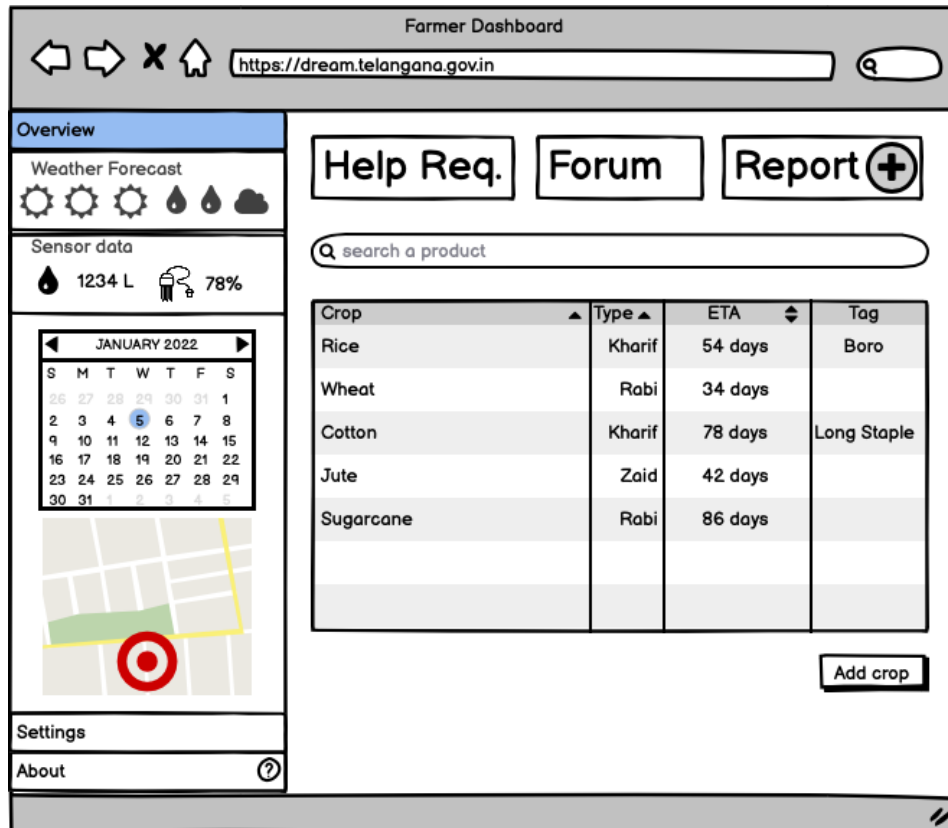 Farmer Dashboard
https://dream.telangana.gov.in
Overview
Weather Forecast
Sensor data
1234 L 78%
JANUARY 2022
S M T W T F S
26 27 28 29 30 31 1
2 3 4 5 6 7 8
9 10 11 12 13 14 15
16 17 18 19 20 21 22
23 24 25 26 27 28 29
30 31 1 2 3 4 5
Settings
About ?
Help Req. Forum Report +
search a product
Crop Type ETA Tag
Rice Kharif 54 days Boro
Wheat Rabi 34 days
Cotton Kharif 78 days Long Staple
Jute Zaid 42 days
Sugarcane Rabi 86 days
Add crop